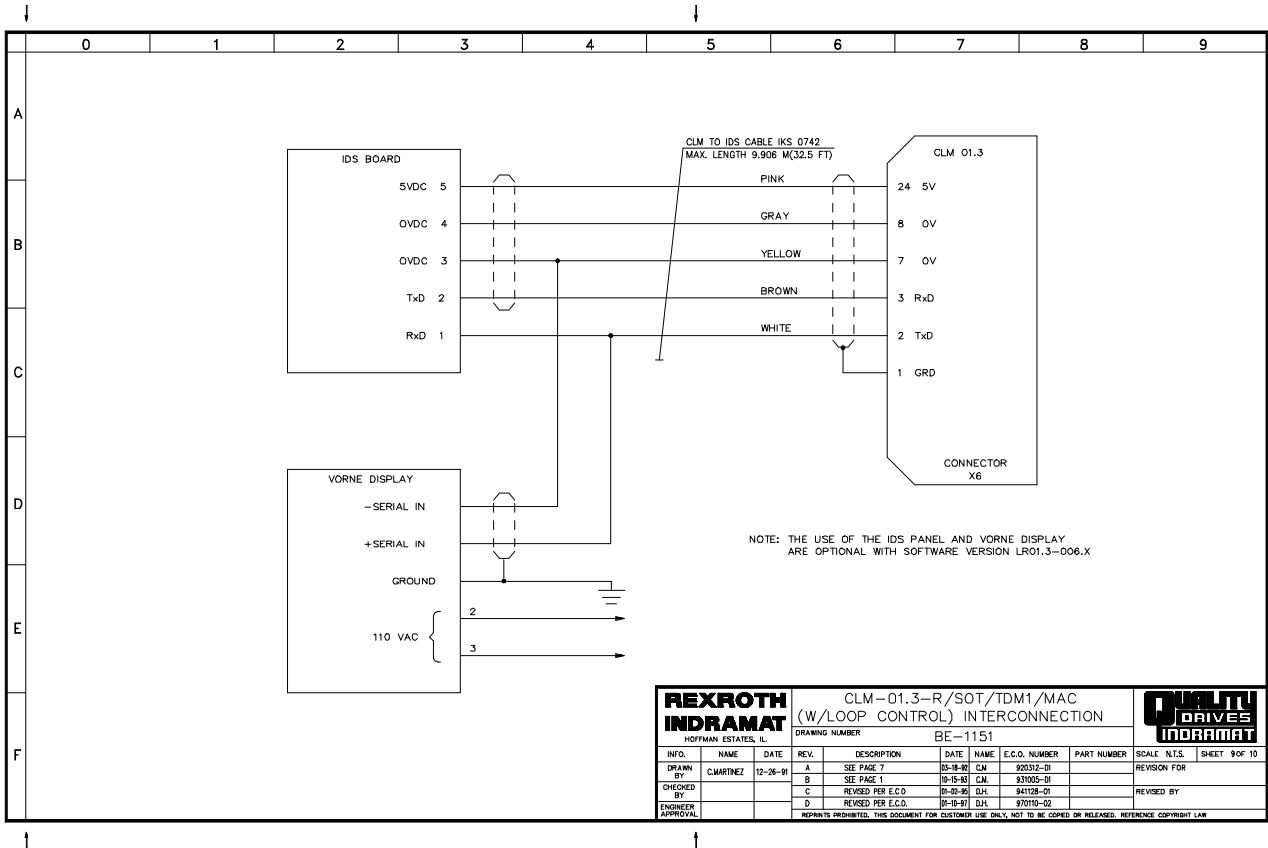 0 1 2 3 4 5 6 7 8 9
A
B
C
D
E
F
IDS BOARD
5VDC 5
0VDC 4
0VDC 3
TxD 2
RxD 1
CLM TO IDS CABLE IKS 0742
MAX. LENGTH 9.906 M(32.5 FT)
PINK
GRAY
YELLOW
BROWN
WHITE
CLM 01.3
24 5V
8 0V
7 0V
3 RxD
2 TxD
1 GRD
CONNECTOR
X6
VORNE DISPLAY
-SERIAL IN
+SERIAL IN
GROUND
110 VAC
2
3
NOTE: THE USE OF THE IDS PANEL AND VORNE DISPLAY
ARE OPTIONAL WITH SOFTWARE VERSION LR01.3-006.X
REXROTH
INDRAMAT
HOFFMAN ESTATES, IL.
CLM-01.3-R/SOT/TDM1/MAC
(W/LOOP CONTROL) INTERCONNECTION
DRAWING NUMBER
BE-1151
QUALITY
DRIVES
INDRAMAT
INFO. NAME DATE REV. DESCRIPTION DATE NAME E.C.O. NUMBER PART NUMBER SCALE N.T.S. SHEET 9 OF 10
DRAWN BY C.MARTINEZ 12-26-91
A SEE PAGE 7 03-18-92 C.M 920312-01
B SEE PAGE 1 10-15-93 C.M. 931005-01
CHECKED BY
C REVISED PER E.C.O 01-02-95 D.H. 941128-01
D REVISED PER E.C.O. 01-10-97 D.H. 970110-02
ENGINEER APPROVAL
REVISION FOR
REVISED BY
REPRINTS PROHIBITED. THIS DOCUMENT FOR CUSTOMER USE ONLY, NOT TO BE COPIED OR RELEASED. REFERENCE COPYRIGHT LAW